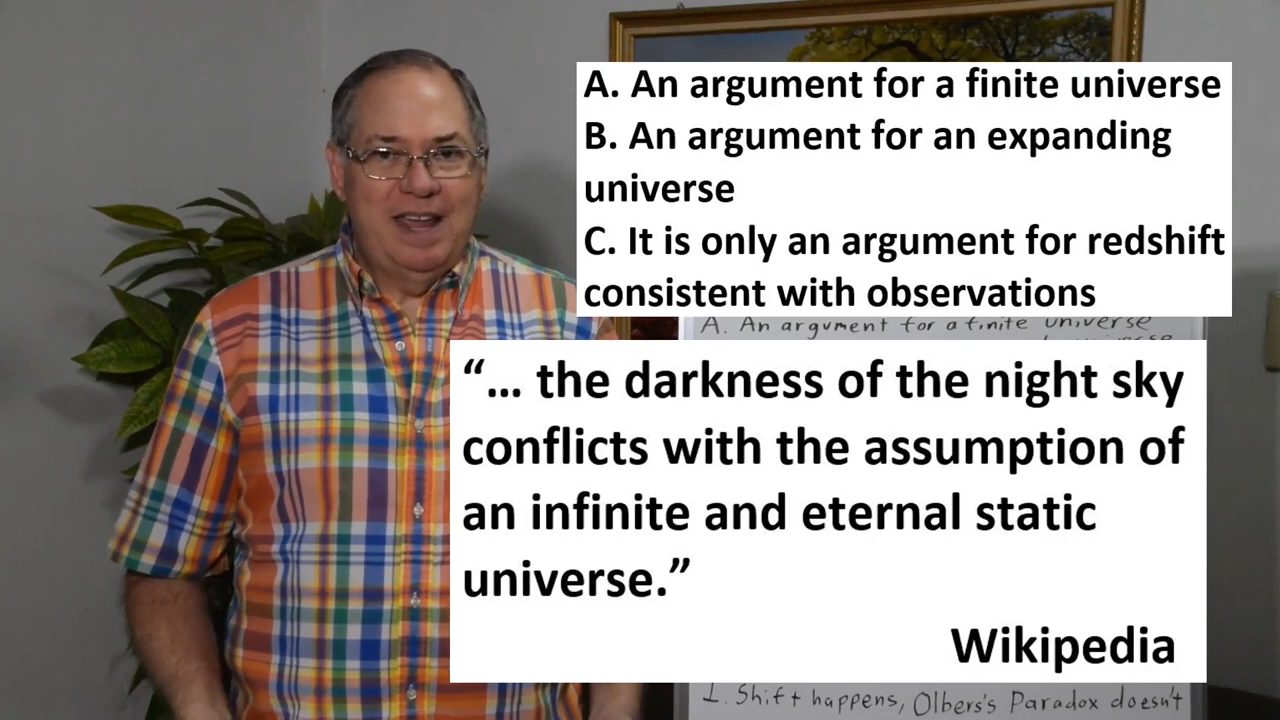 A. An argument for a finite universe
B. An argument for an expanding
universe
C. It is only an argument for redshift
consistent with observations
A. An argument for a finite universe
universe
“… the darkness of the night sky
conflicts with the assumption of
an infinite and eternal static
universe.”
Wikipedia
1. Shift happens, Olbers's Paradox doesn't